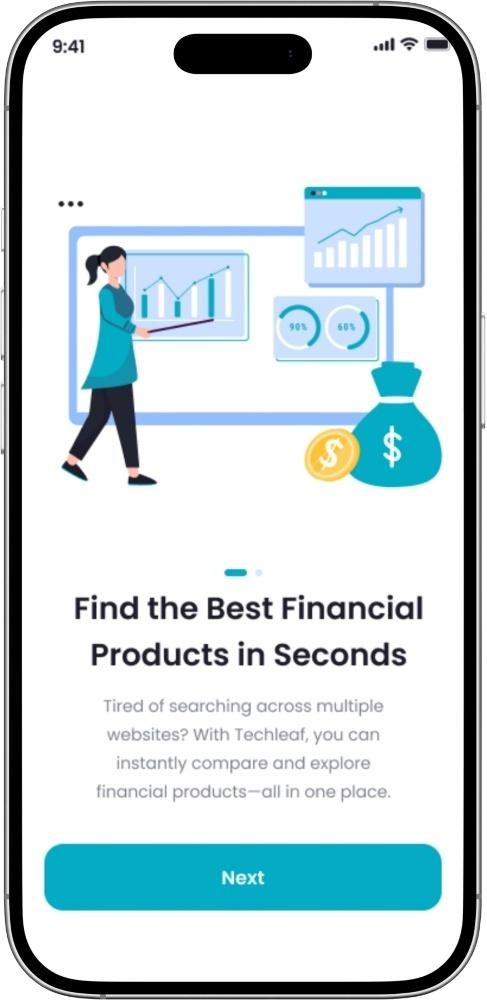 9:41
90%
60%
$
$
Find the Best Financial
Products in Seconds
Tired of searching across multiple
websites? With Techleaf, you can
instantly compare and explore
financial products—all in one place.
Next